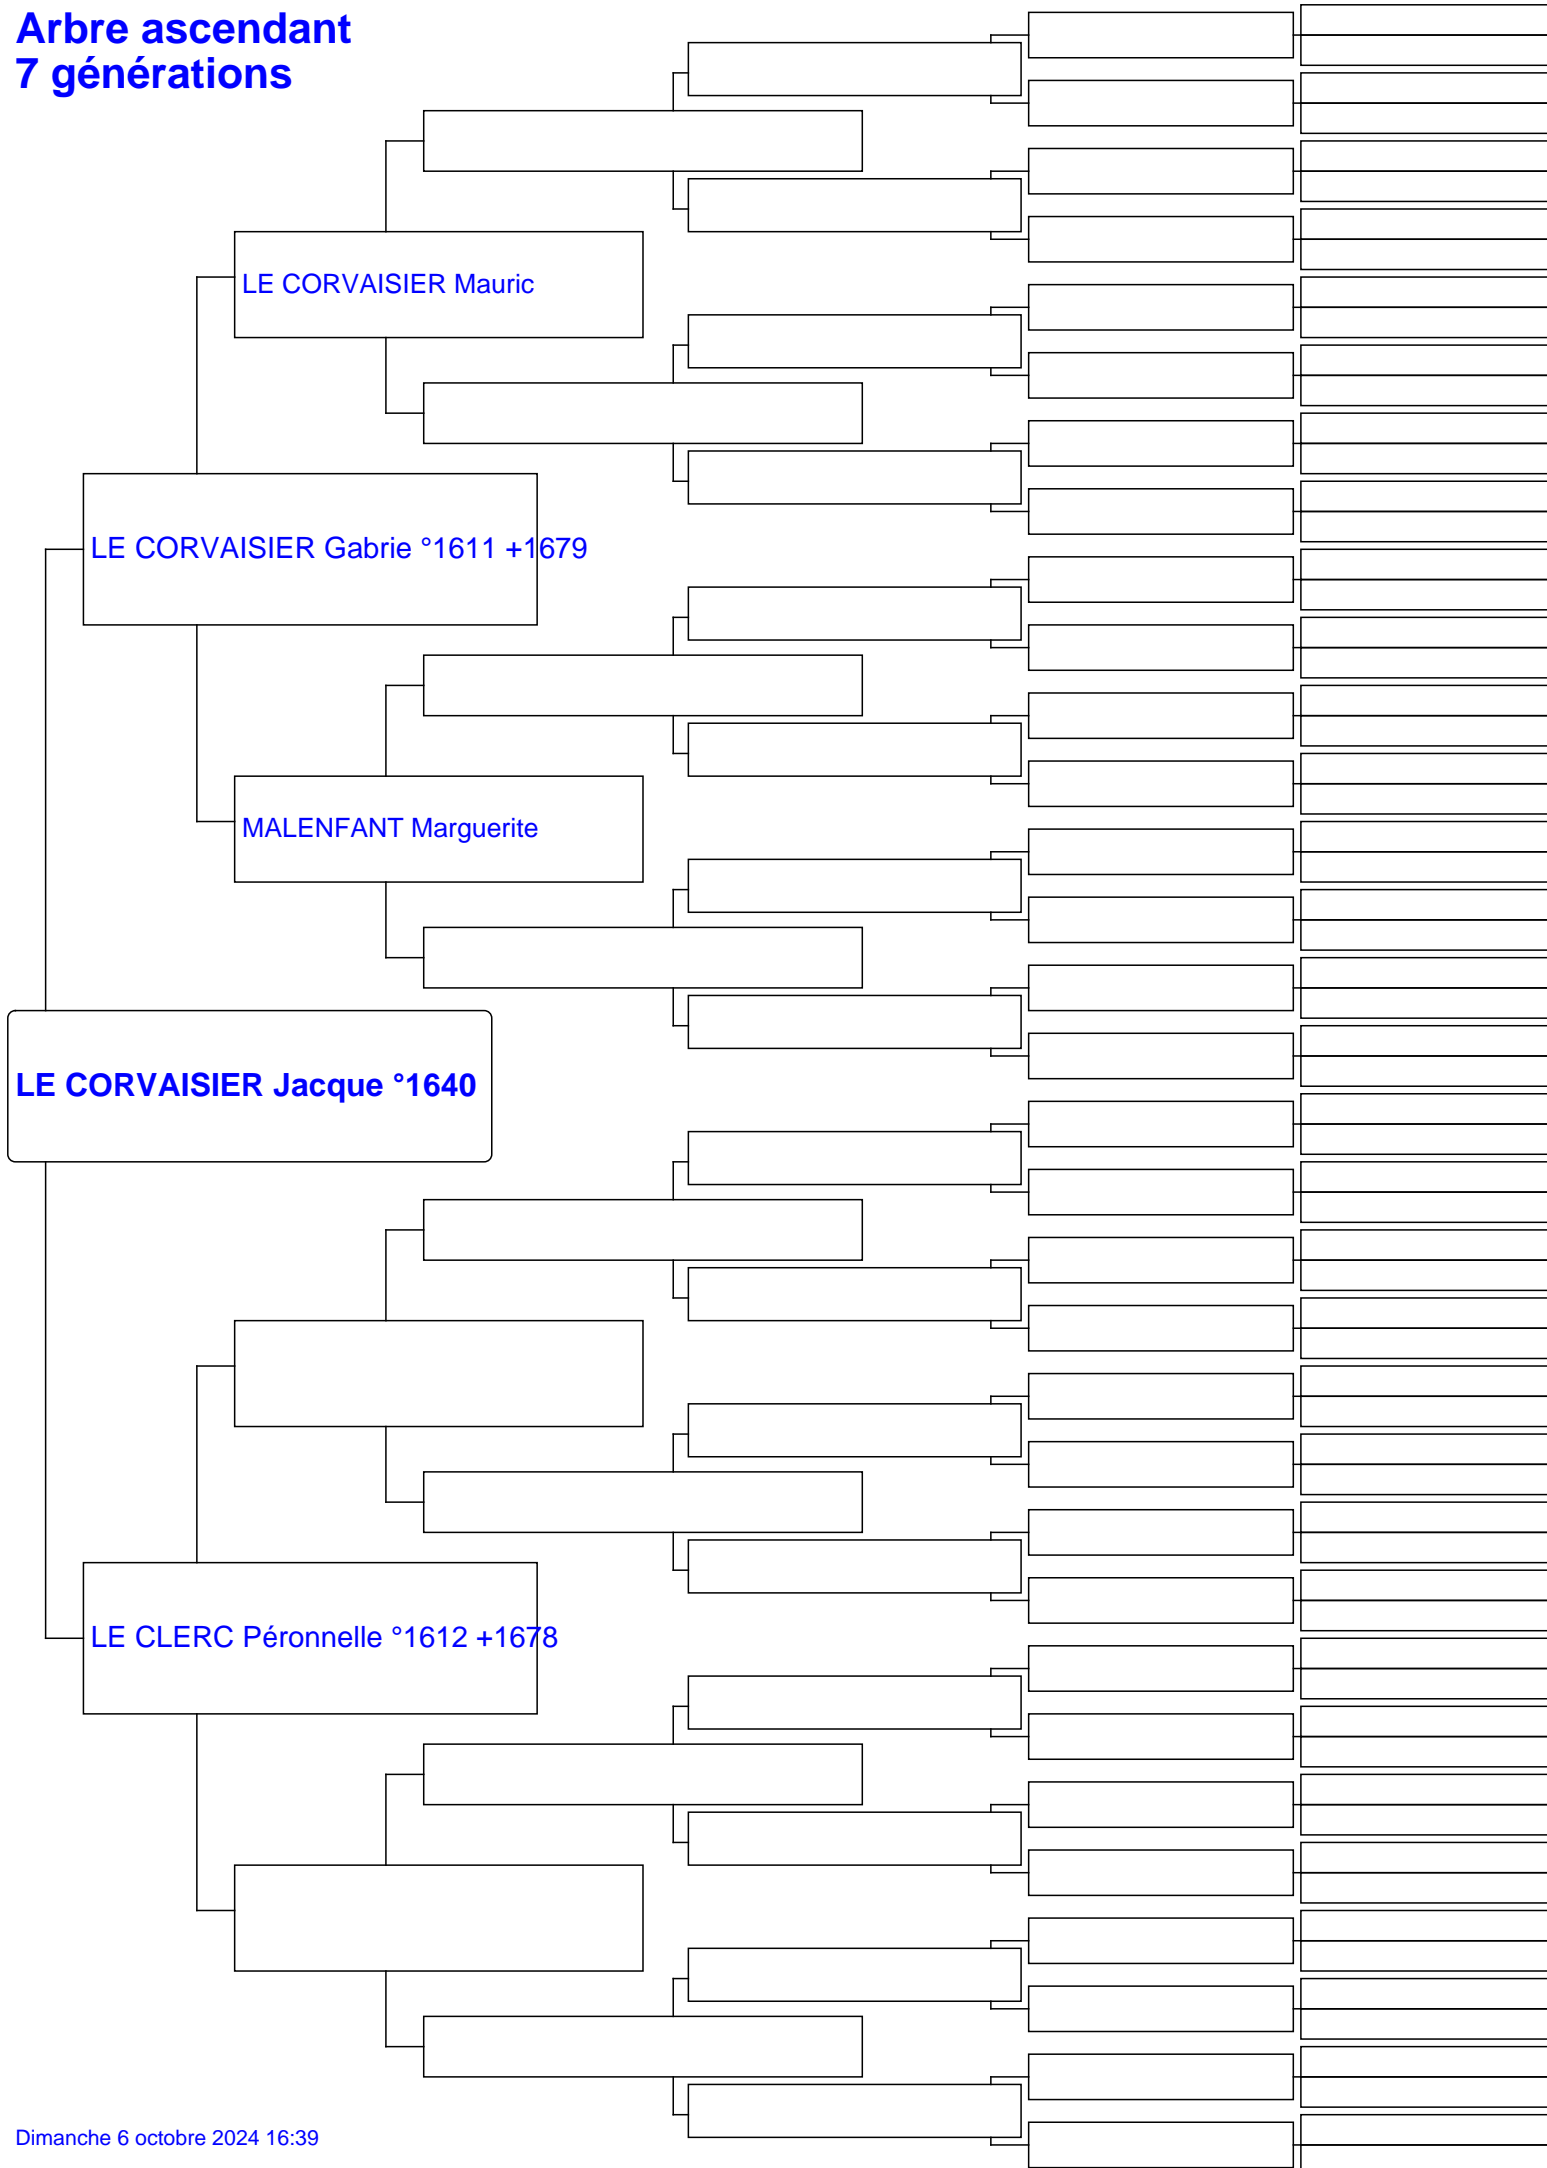 Arbre ascendant
7 générations
LE CORVAISIER Mauric
LE CORVAISIER Gabrie °1611 +1679
MALENFANT Marguerite
LE CORVAISIER Jacque °1640
LE CLERC Péronnelle °1612 +1678
Dimanche 6 octobre 2024 16:39